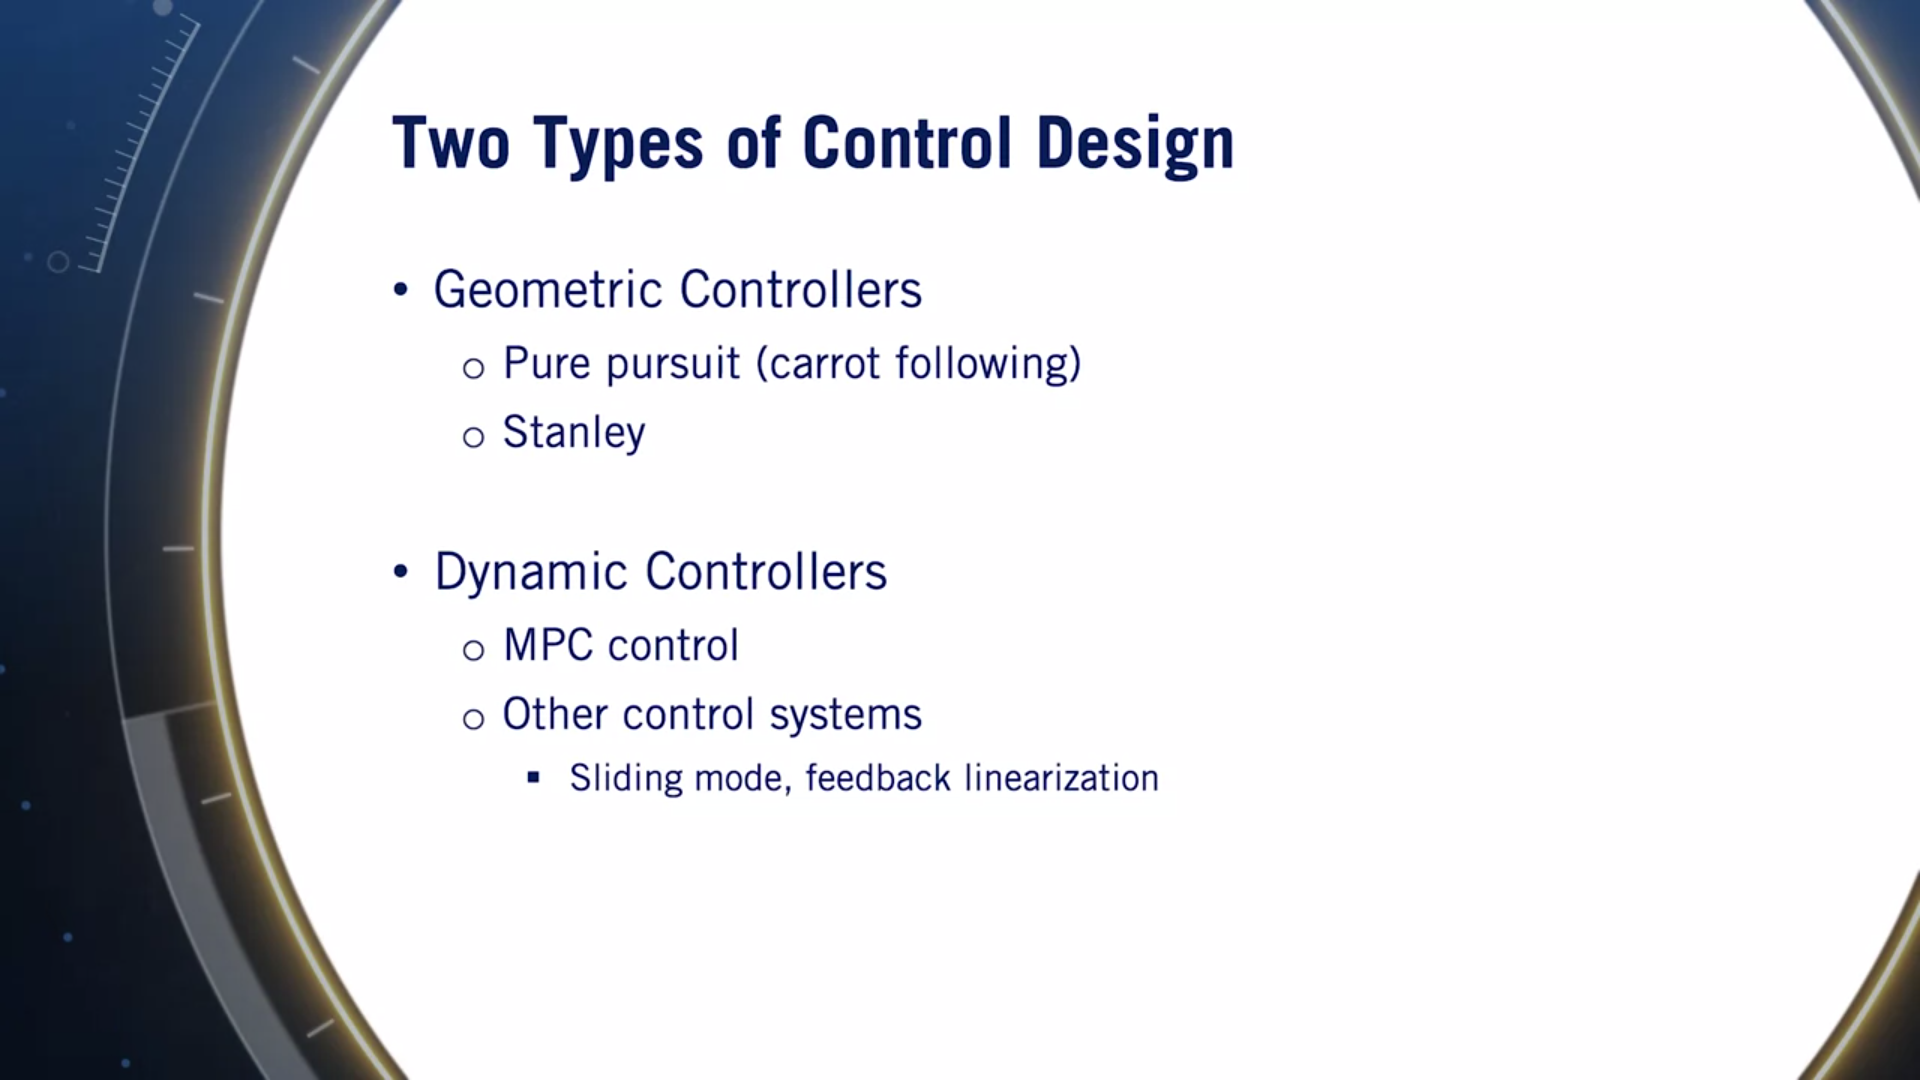 Two Types of Control Design
• Geometric Controllers
o Pure pursuit (carrot following)
o Stanley
• Dynamic Controllers
o MPC control
o Other control systems
▪ Sliding mode, feedback linearization